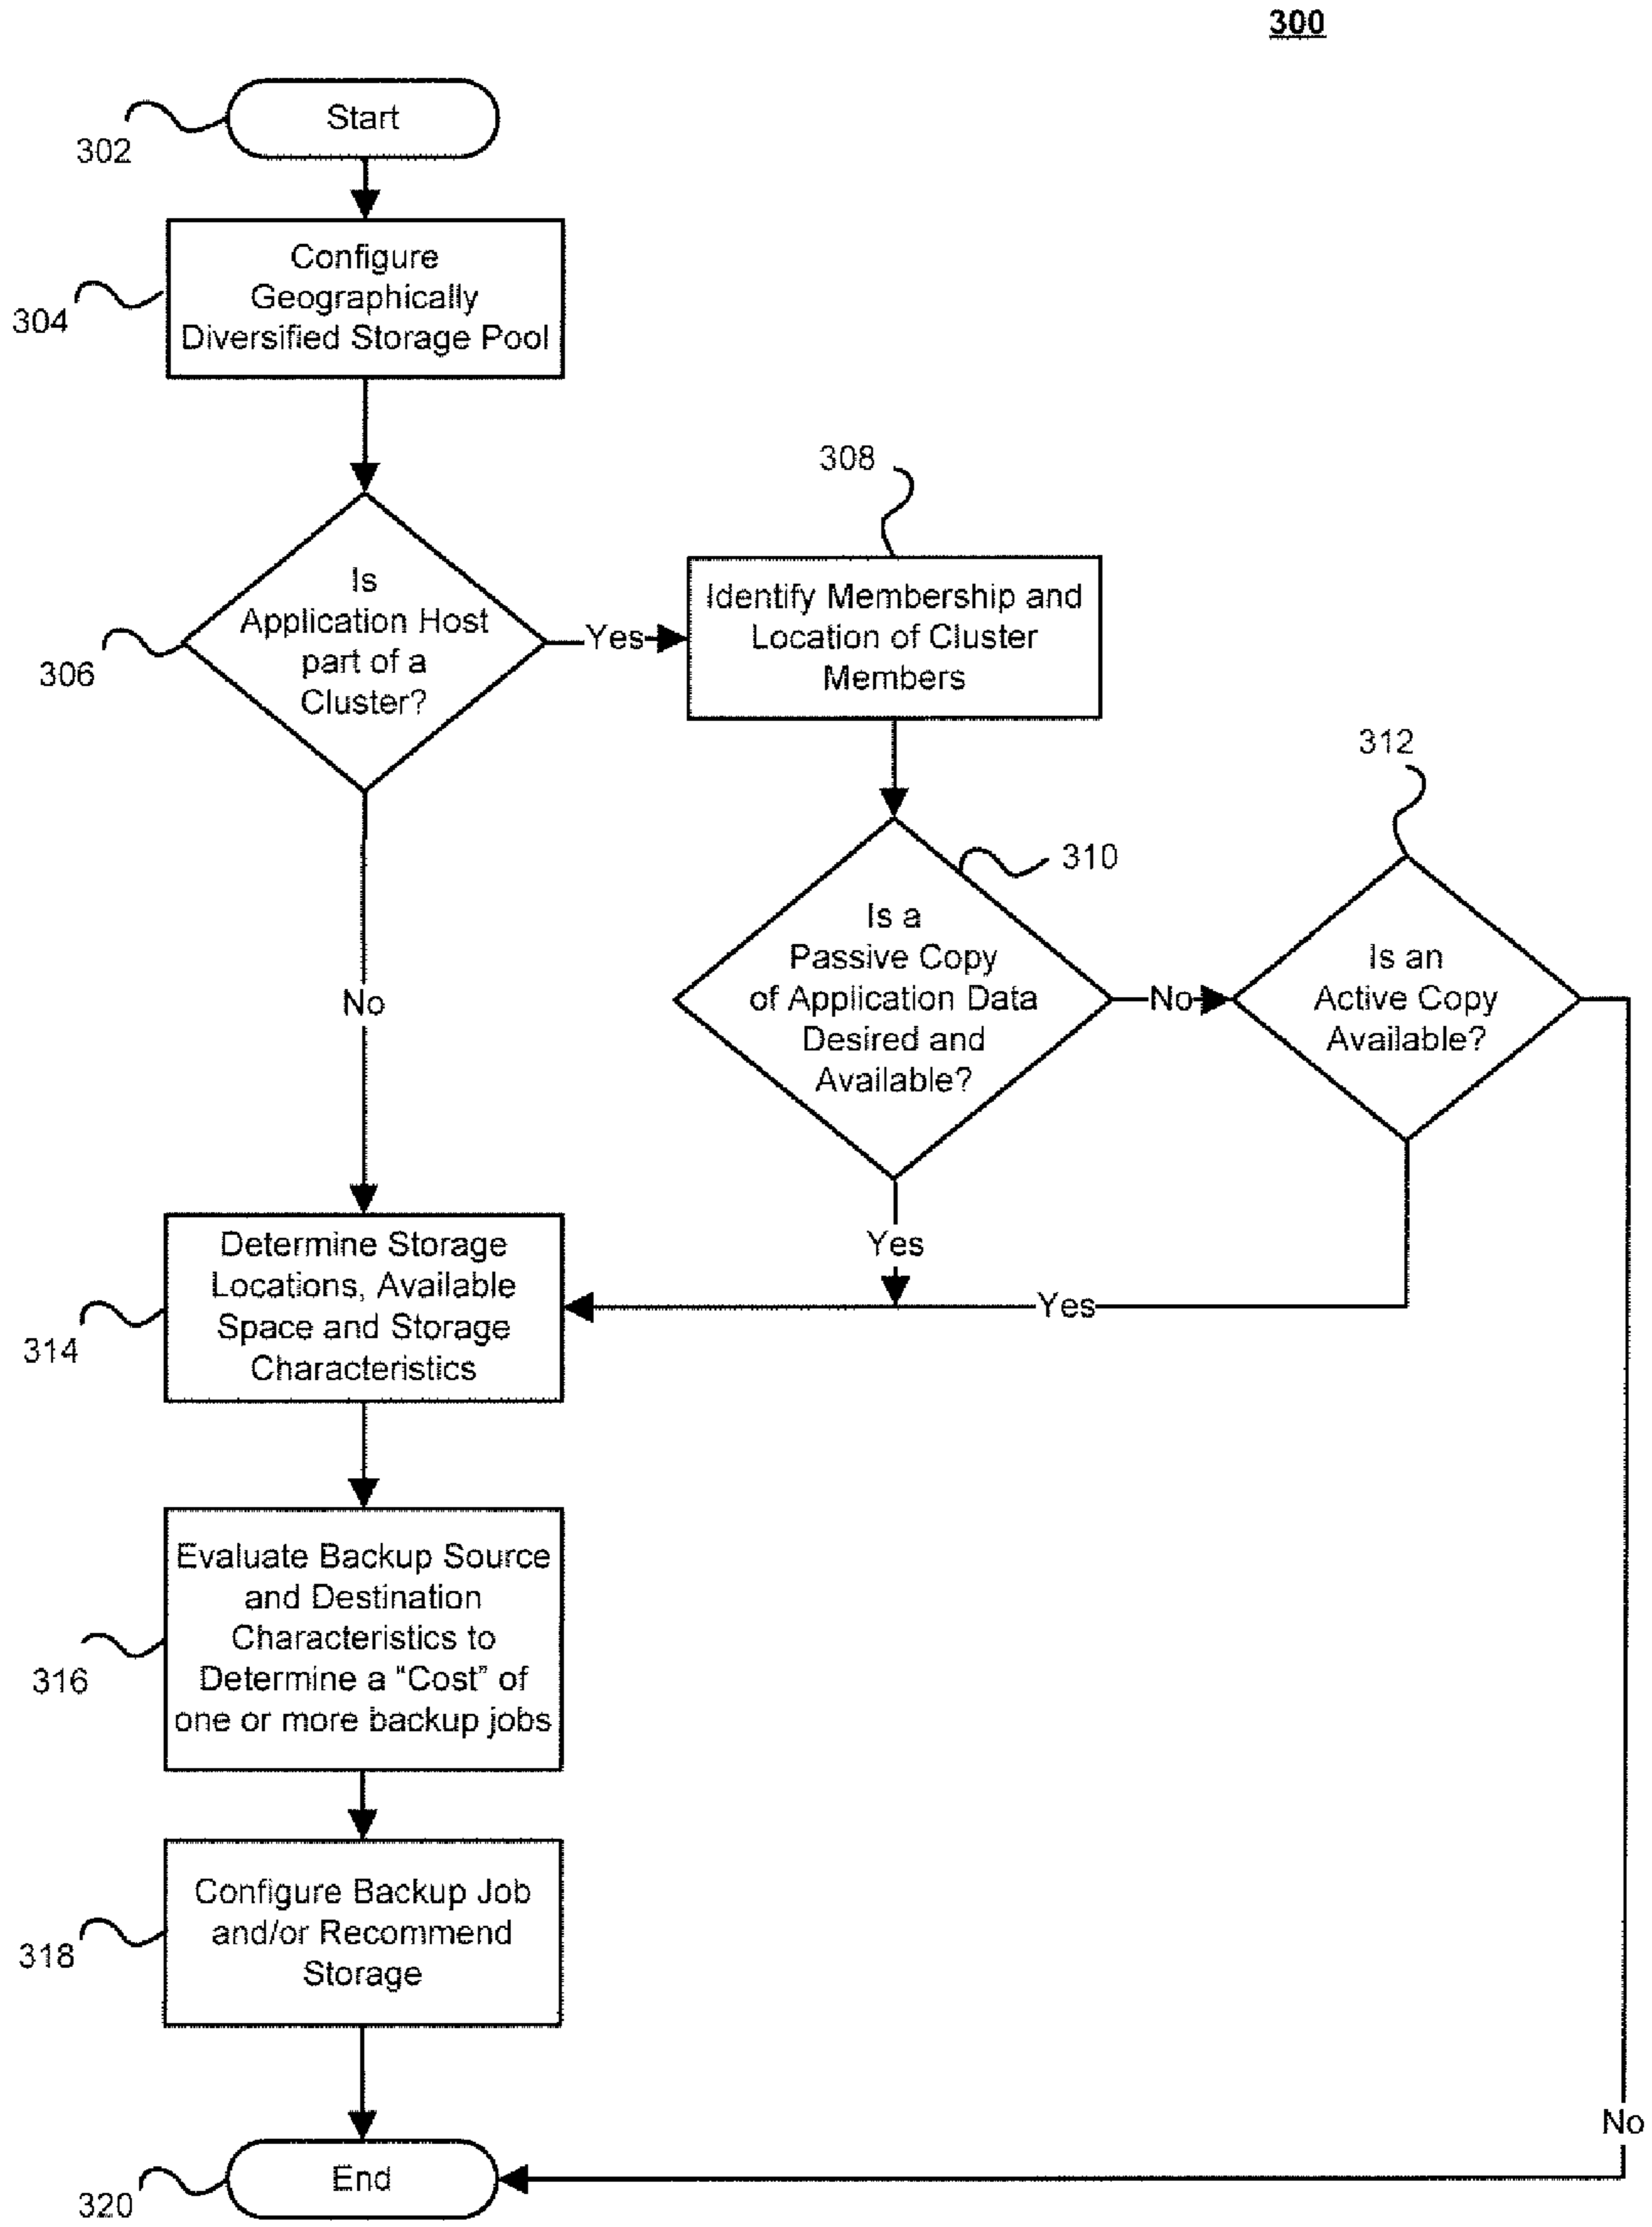 300
Start
302
Configure
Geographically
Diversified Storage Pool
304
308
Is
Application Host
part of a
Cluster?
306
Yes
Identify Membership and
Location of Cluster
Members
312
310
Is a
Passive Copy
of Application Data
Desired and
Available?
No
Is an
Active Copy
Available?
No
Yes
Yes
Determine Storage
Locations, Available
Space and Storage
Characteristics
314
Evaluate Backup Source
and Destination
Characteristics to
Determine a “Cost” of
one or more backup jobs
316
Configure Backup Job
and/or Recommend
Storage
318
No
End
320